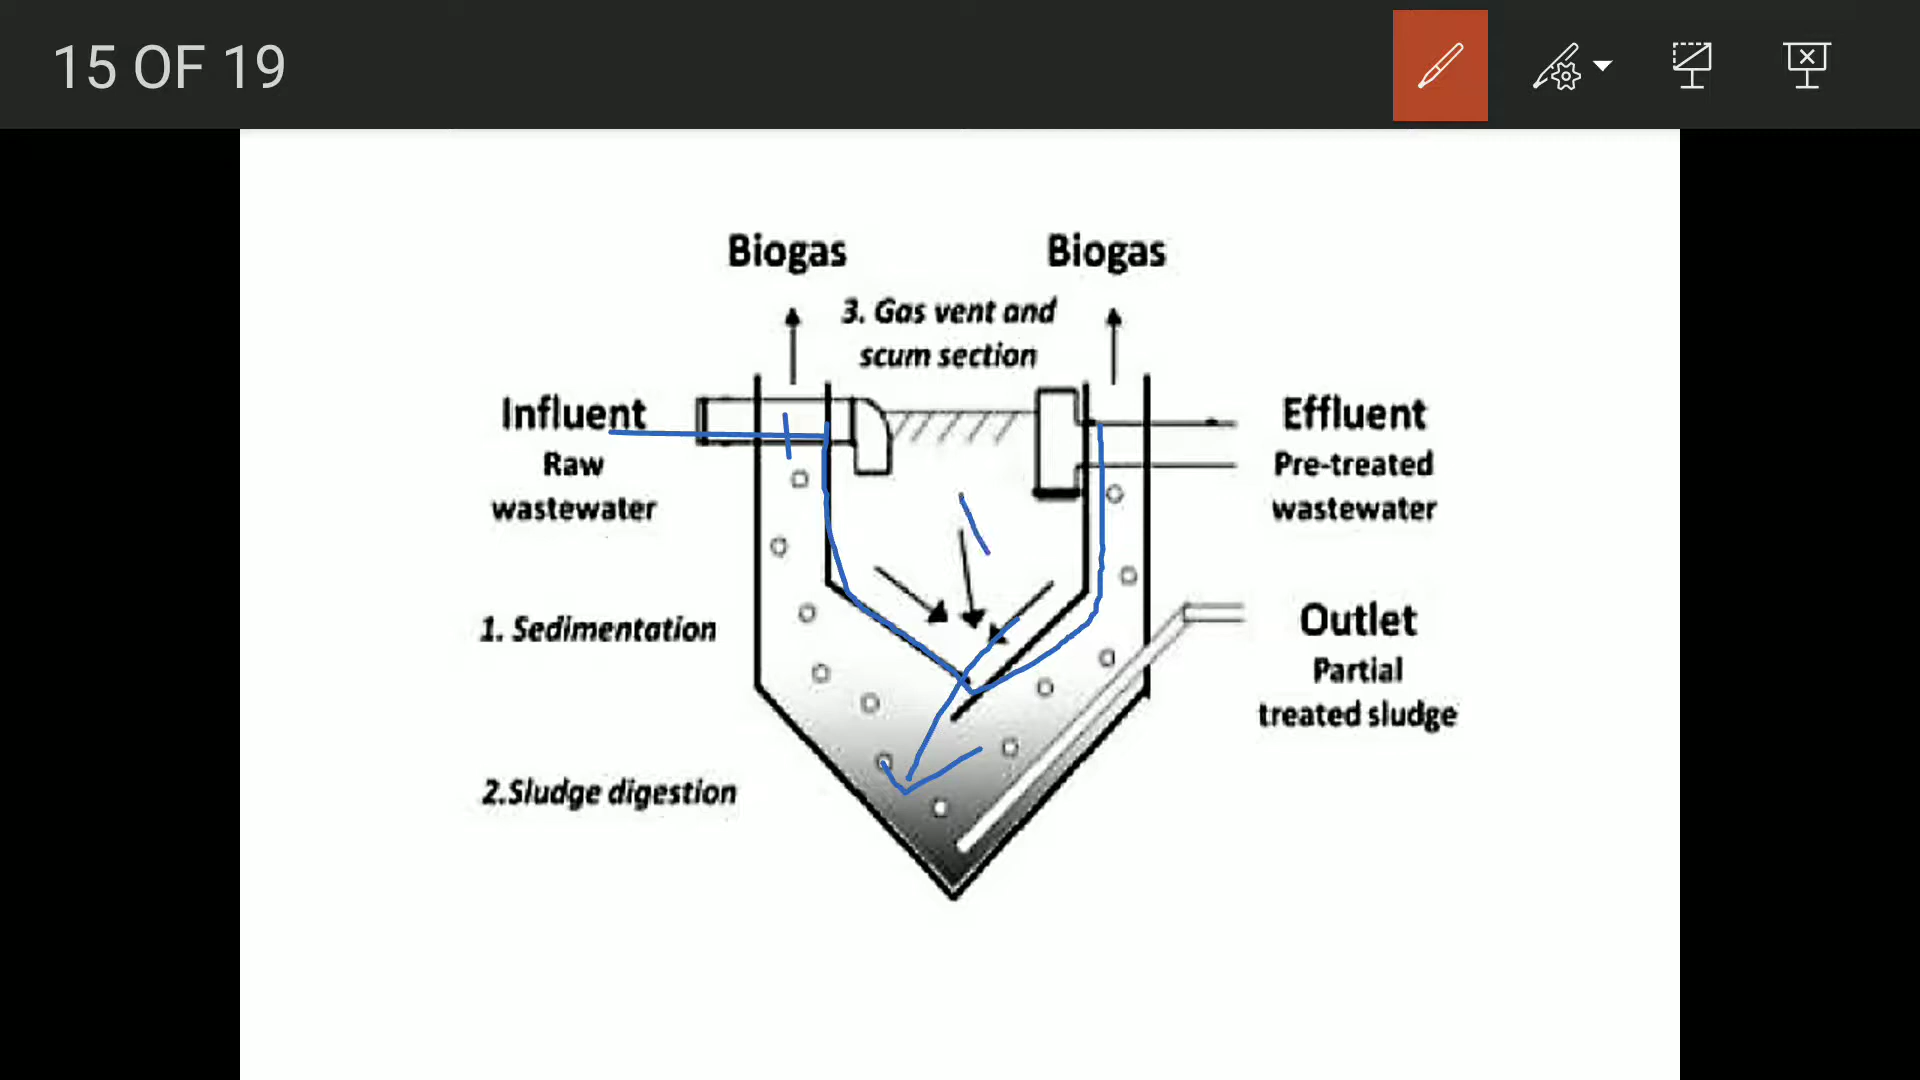 15 OF 19
Biogas
Biogas
3. Gas vent and
scum section
Influent
Raw
wastewater
Effluent
Pre-treated
wastewater
1. Sedimentation
Outlet
Partial
treated sludge
2.Sludge digestion